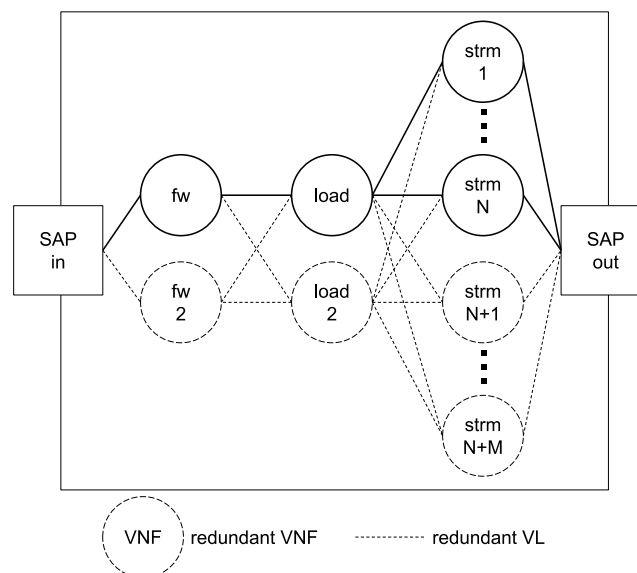 strm
1
fw
load
strm
N
SAP
in
SAP
out
fw
2
load
2
strm
N+1
strm
N+M
VNF
redundant VNF
redundant VL